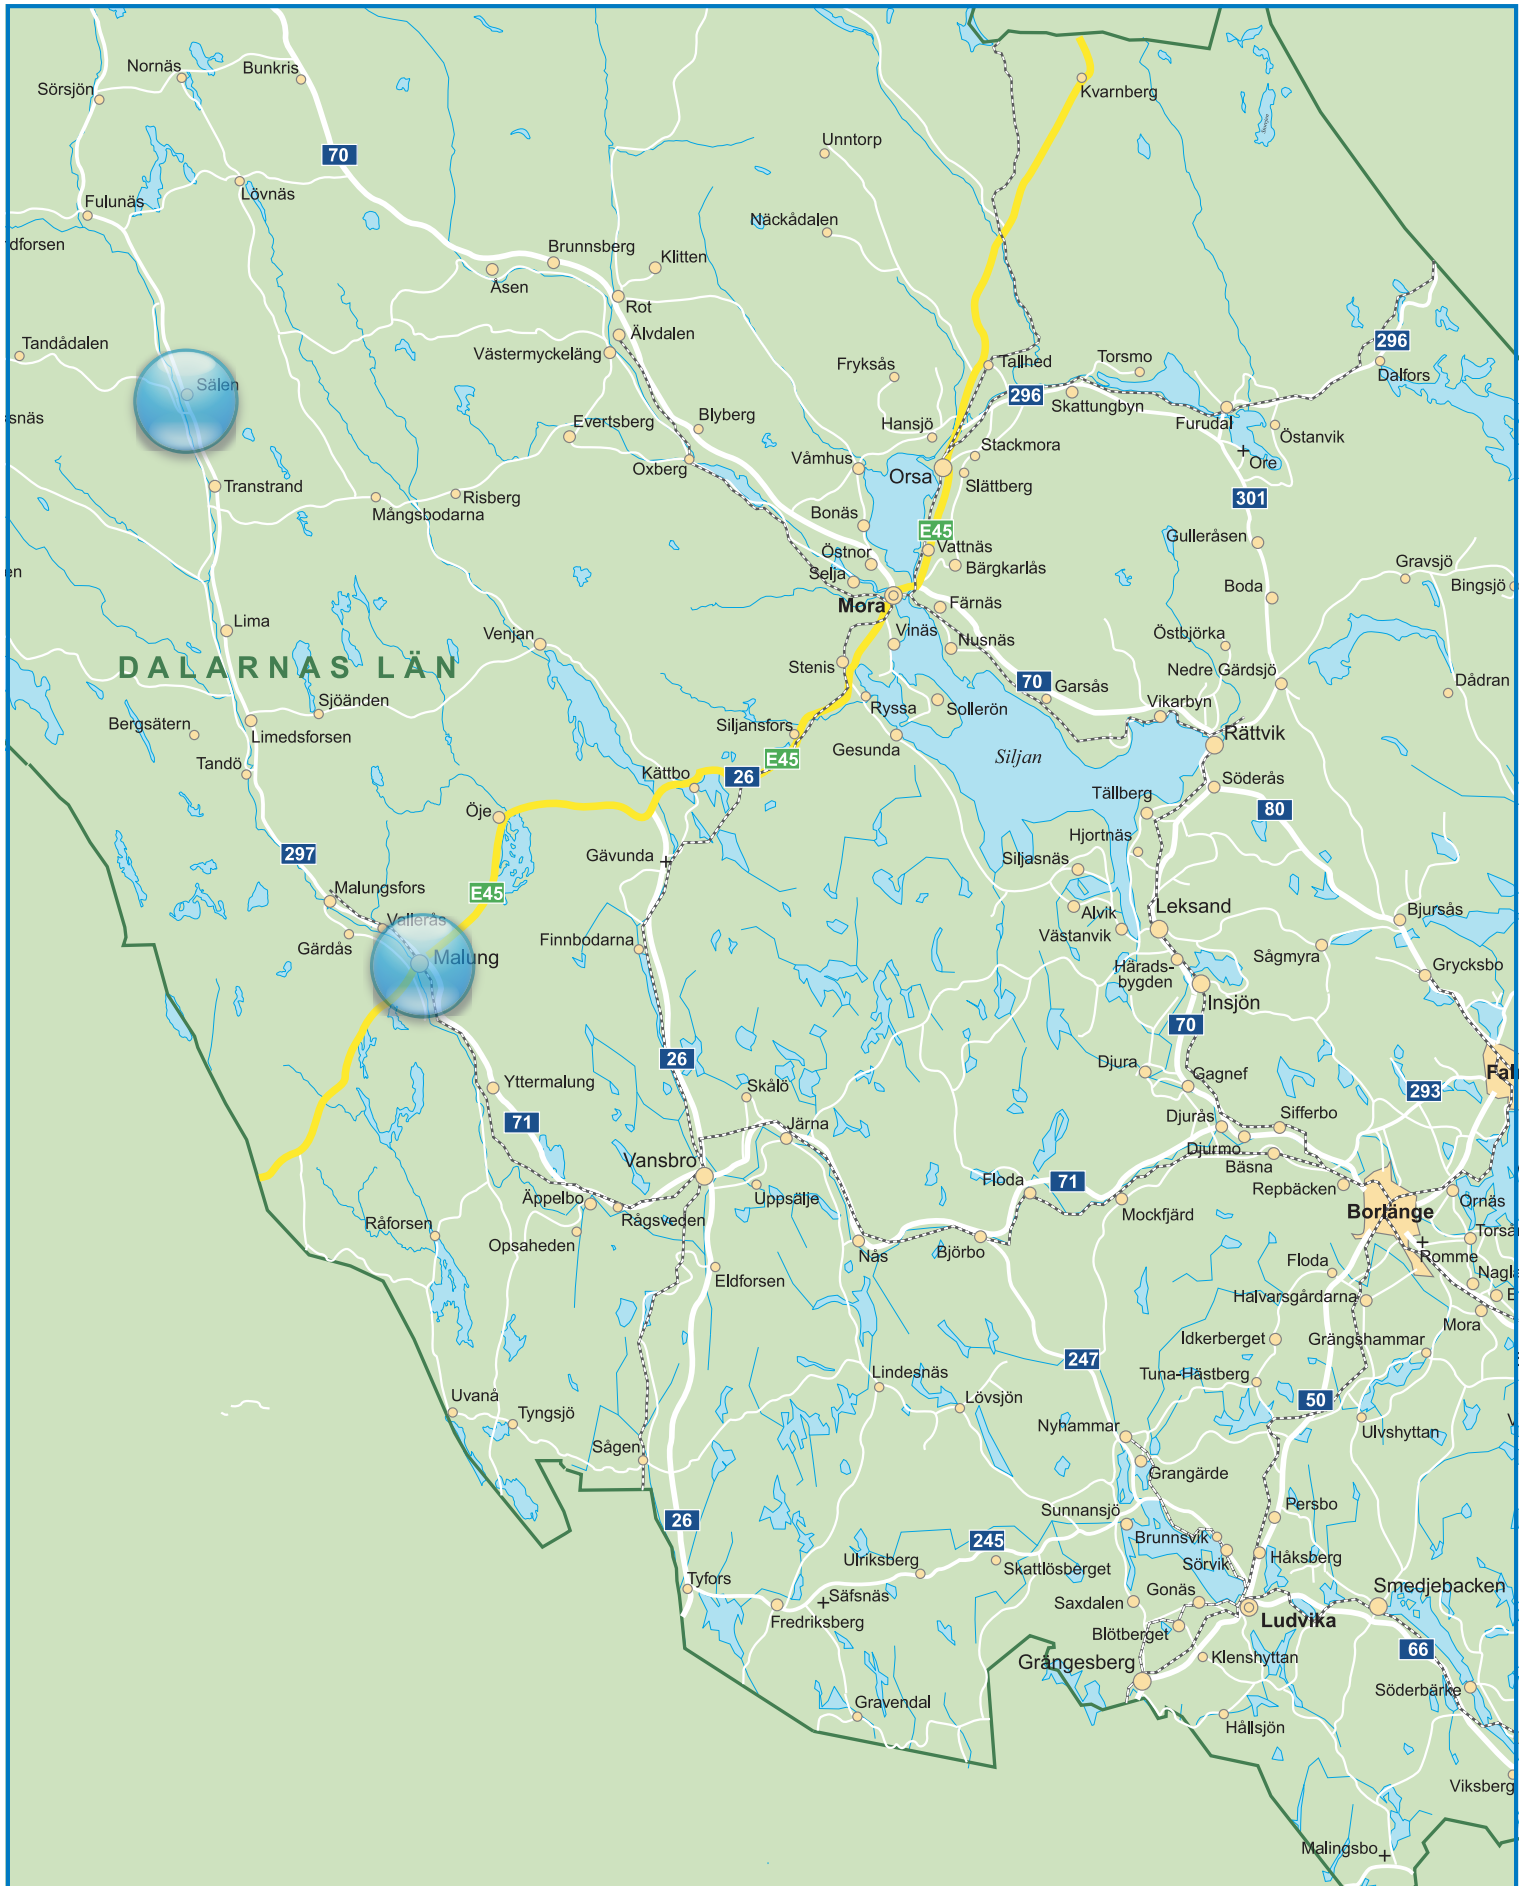 Nornäs
Bunkris
Sörsjön
Kvarnberg
70
Unntorp
Lövnäs
Fulunäs
Näckådalen
dforsen
Brunnsberg
Klitten
Åsen
Rot
Älvdalen
Tandådalen
Västermyckeläng
296
Dalfors
Fryksås
Tallhed
Torsmo
Sälen
296
Skattungbyn
snäs
Evertsberg
Blyberg
Hansjö
Furudal
Östanvik
Stackmora
Ore
Oxberg
Våmhus
Orsa
Slättberg
Transtrand
Risberg
Mångsbodarna
301
Bonäs
E45
Gulleråsen
Östnor
Vattnäs
Selja
Bärgkarlås
Gravsjö
en
Boda
Bingsjö
Mora
Färnäs
Lima
Venjan
Vinäs
Nusnäs
Östbjörka
DALARNAS LÄN
Stenis
Nedre Gärdsjö
Dådran
70
Garsås
Sjöänden
Ryssa
Sollerön
Vikarbyn
Bergsätern
Limedsforsen
Siljansfors
Gesunda
Rättvik
Tandö
E45
Siljan
Kättbo
26
Söderås
Tällberg
80
Öje
Hjortnäs
297
Gävunda
Siljasnäs
Malungsfors
E45
Vallerås
Alvik
Leksand
Bjursås
Gärdås
Finnbodarna
Västanvik
Malung
Sågmyra
Härads-
bygden
Grycksbo
Insjön
70
26
Djura
Gagnef
Yttermalung
Skålö
Fal
293
71
Järna
Djurås
Sifferbo
Djurmo
Vansbro
Bäsna
Floda
71
Repbäcken
Äppelbo
Uppsälje
Ornäs
Råforsen
Rågsveden
Mockfjärd
Borlänge
Opsaheden
Nås
Björbo
Torså
Romme
Eldforsen
Floda
Nagl
Halvarsgårdarna
Mora
Idkerberget
Grängshammar
247
Lindesnäs
Tuna-Hästberg
50
Uvanå
Lövsjön
Tyngsjö
Nyhammar
Ulvshyttan
Sågen
Grangärde
Sunnansjö
Persbo
26
245
Brunnsvik
Ulriksberg
Skattlösberget
Sörvik
Håksberg
Tyfors
Säfsnäs
Saxdalen
Gonäs
Smedjebacken
Fredriksberg
Ludvika
Blötberget
66
Grängesberg
Klenshyttan
Söderbärke
Gravendal
Hållsjön
Viksberg
Malingsbo